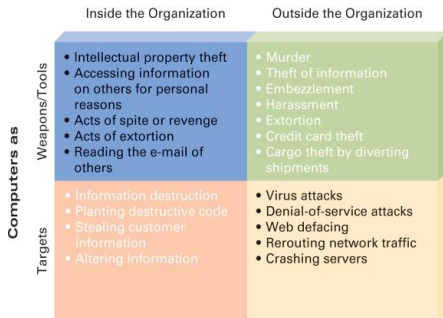 Inside the Organization
Outside the Organization
Computers as
Weapons/Tools
• Intellectual property theft
• Accessing information
on others for personal
reasons
• Acts of spite or revenge
• Acts of extortion
• Reading the e-mail of
others
• Murder
• Theft of information
• Embezzlement
• Harassment
• Extortion
• Credit card theft
• Cargo theft by diverting
shipments
Targets
• Information destruction
• Planting destructive code
• Stealing customer
information
• Altering information
• Virus attacks
• Denial-of-service attacks
• Web defacing
• Rerouting network traffic
• Crashing servers